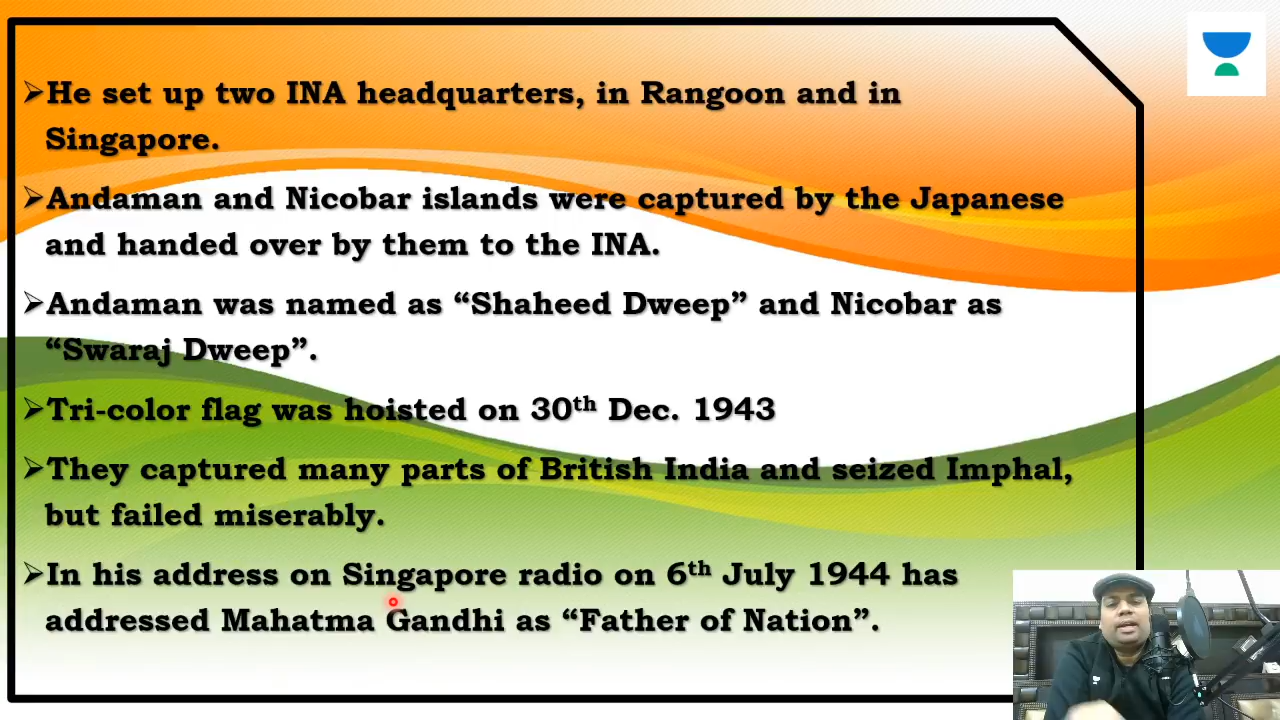 ➢He set up two INA headquarters, in Rangoon and in
Singapore.
➢Andaman and Nicobar islands were captured by the Japanese
and handed over by them to the INA.
➢Andaman was named as “Shaheed Dweep” and Nicobar as
“Swaraj Dweep”.
➢Tri-color flag was hoisted on 30th Dec. 1943
➢They captured many parts of British India and seized Imphal,
but failed miserably.
➢In his address on Singapore radio on 6th July 1944 has
addressed Mahatma Gandhi as “Father of Nation”.